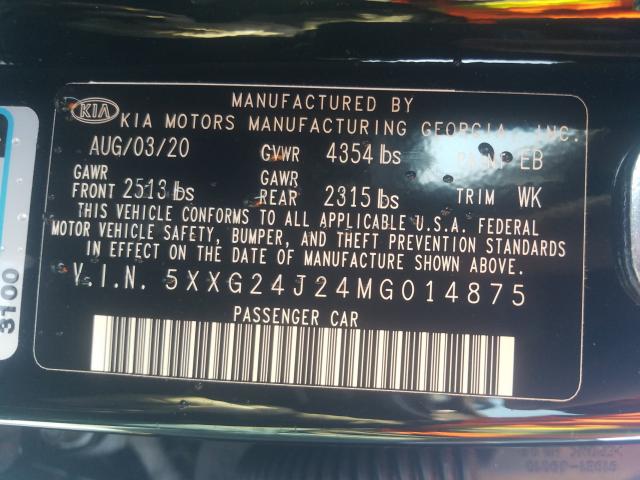 MANUFACTURED BY
KIA KIA MOTORS MANUFACTURING GEORGIA, INC.
AUG/03/20 GVWR 4354 lbs PAINT EB
GAWR FRONT 2513 lbs GAWR REAR 2315 lbs TRIM WK
THIS VEHICLE CONFORMS TO ALL APPLICABLE U.S.A. FEDERAL
MOTOR VEHICLE SAFETY, BUMPER, AND THEFT PREVENTION STANDARDS
IN EFFECT ON THE DATE OF MANUFACTURE SHOWN ABOVE.
V.I.N. 5XXG24J24MG014875
PASSENGER CAR
3100